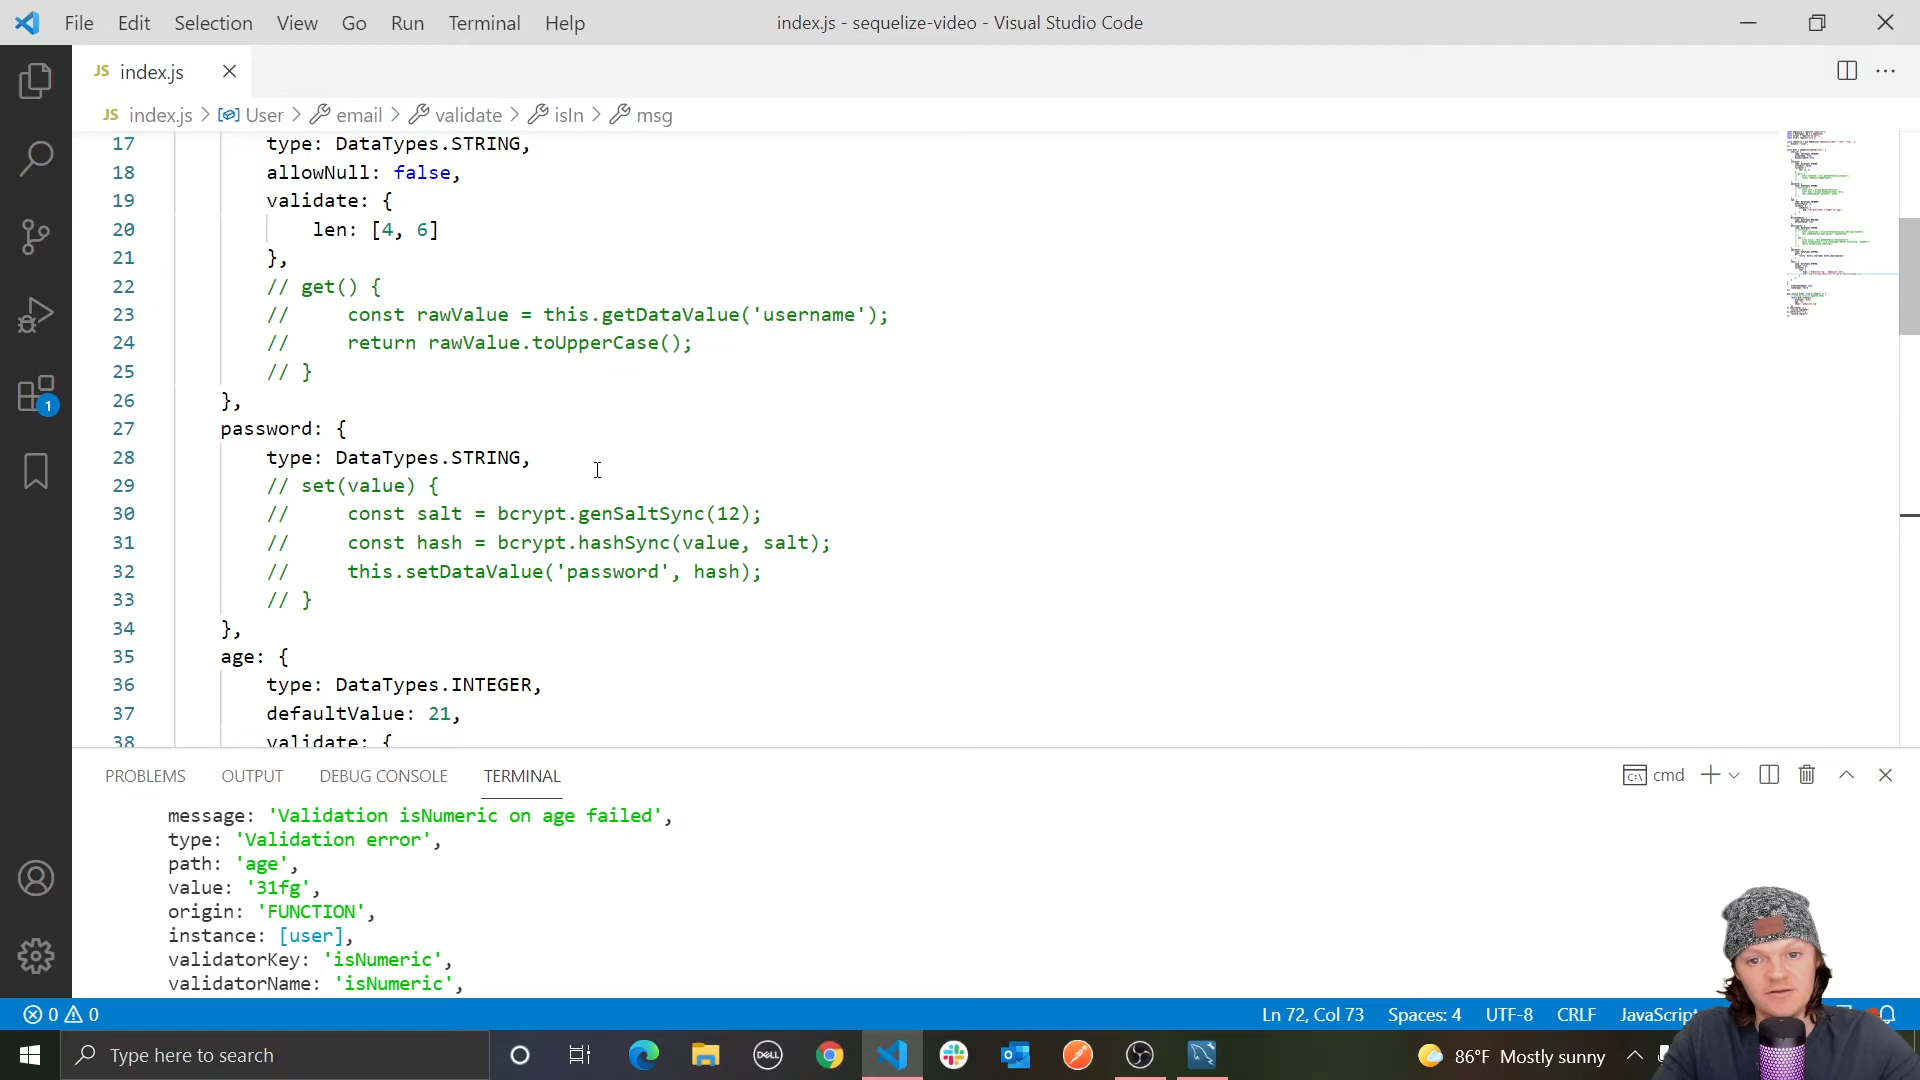 File Edit Selection View Go Run Terminal Help
index.js - sequelize-video - Visual Studio Code
JS index.js
JS index.js > User > email > validate > isIn > msg
17 type: DataTypes.STRING,
18 allowNull: false,
19 validate: {
20 len: [4, 6]
21 },
22 // get() {
23 // const rawValue = this.getDataValue('username');
24 // return rawValue.toUpperCase();
25 // }
26 },
27 password: {
28 type: DataTypes.STRING,
29 // set(value) {
30 // const salt = bcrypt.genSaltSync(12);
31 // const hash = bcrypt.hashSync(value, salt);
32 // this.setDataValue('password', hash);
33 // }
34 },
35 age: {
36 type: DataTypes.INTEGER,
37 defaultValue: 21,
38 validate: {
1
PROBLEMS OUTPUT DEBUG CONSOLE TERMINAL
cmd
message: 'Validation isNumeric on age failed',
type: 'Validation error',
path: 'age',
value: '31fg',
origin: 'FUNCTION',
instance: [user],
validatorKey: 'isNumeric',
validatorName: 'isNumeric',
0 0
Ln 72, Col 73 Spaces: 4 UTF-8 CRLF JavaScript
Type here to search
DELL
86°F Mostly sunny